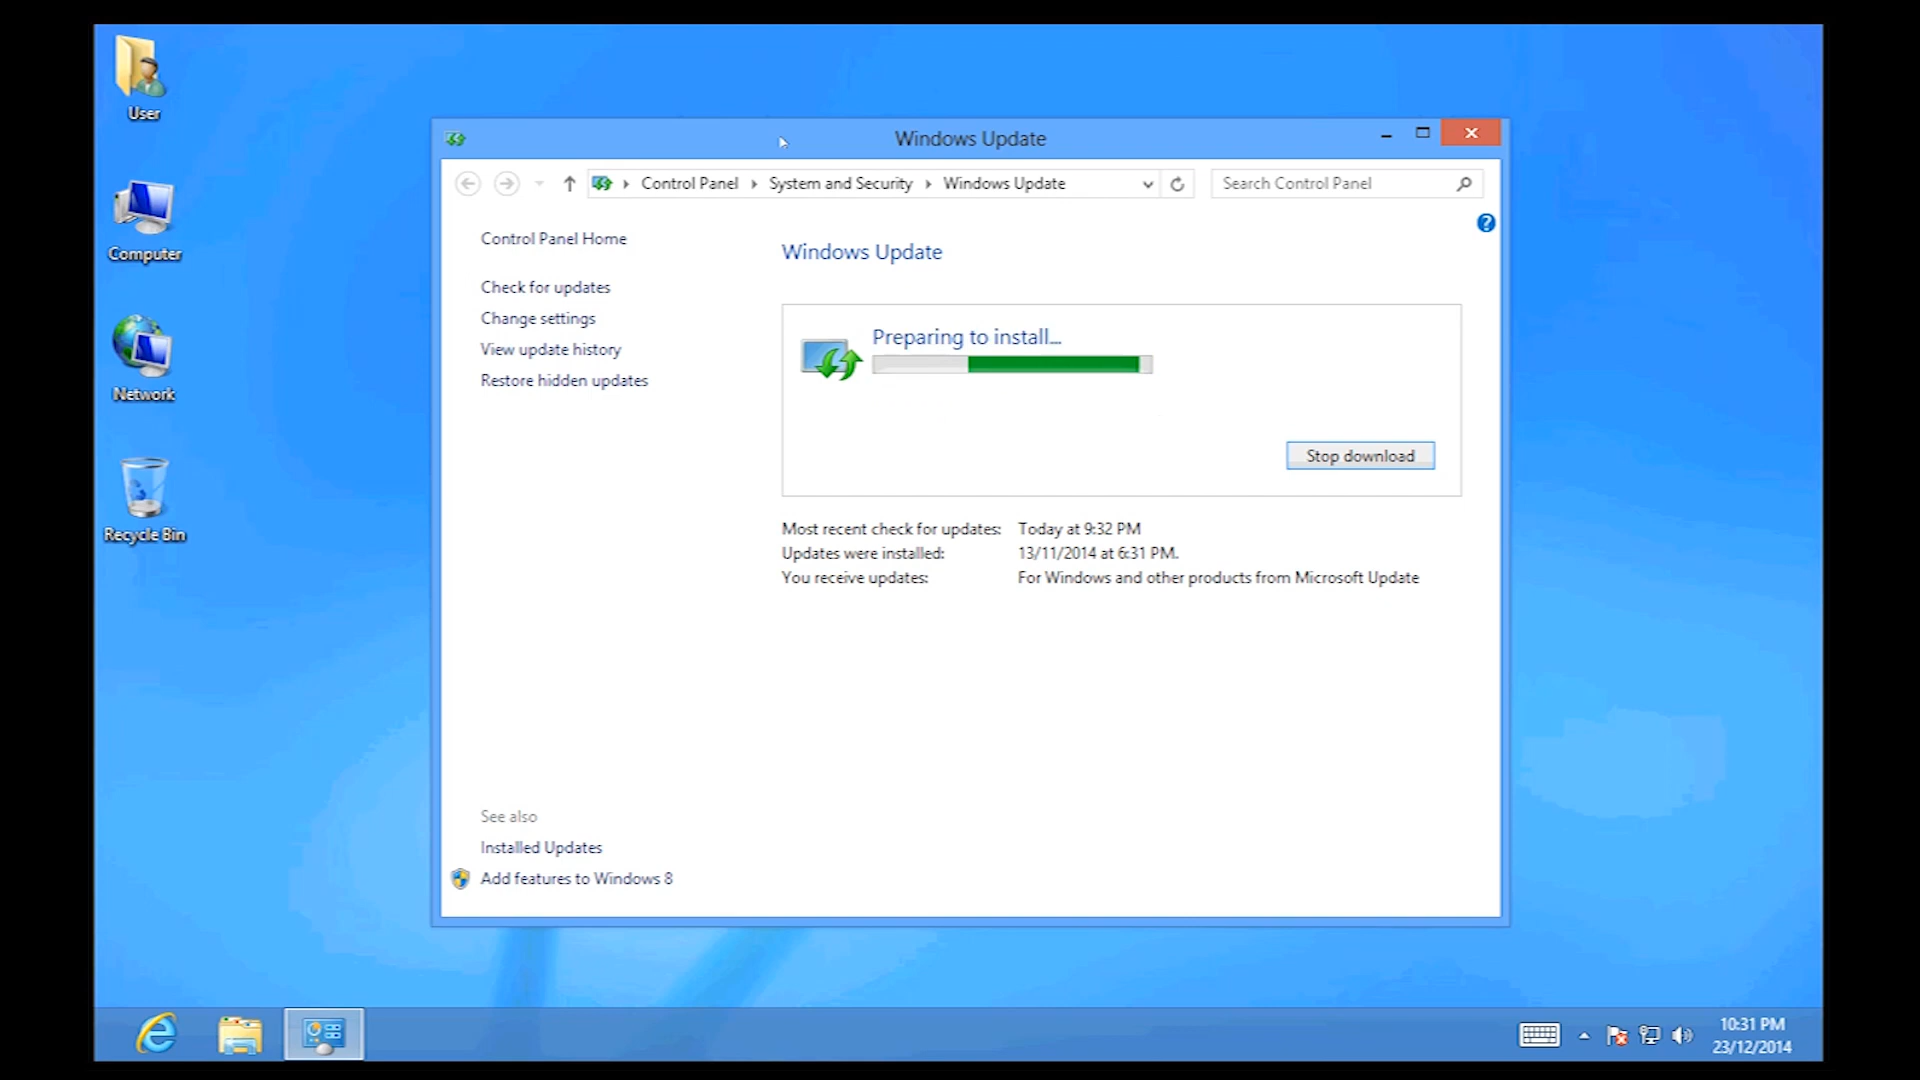 User
Computer
Network
Recycle Bin
Windows Update
Control Panel
System and Security
Windows Update
Search Control Panel
Control Panel Home
Check for updates
Change settings
View update history
Restore hidden updates
See also
Installed Updates
Add features to Windows 8
Windows Update
Preparing to install...
Stop download
Most recent check for updates: Today at 9:32 PM
Updates were installed: 13/11/2014 at 6:31 PM.
You receive updates: For Windows and other products from Microsoft Update
10:31 PM
23/12/2014